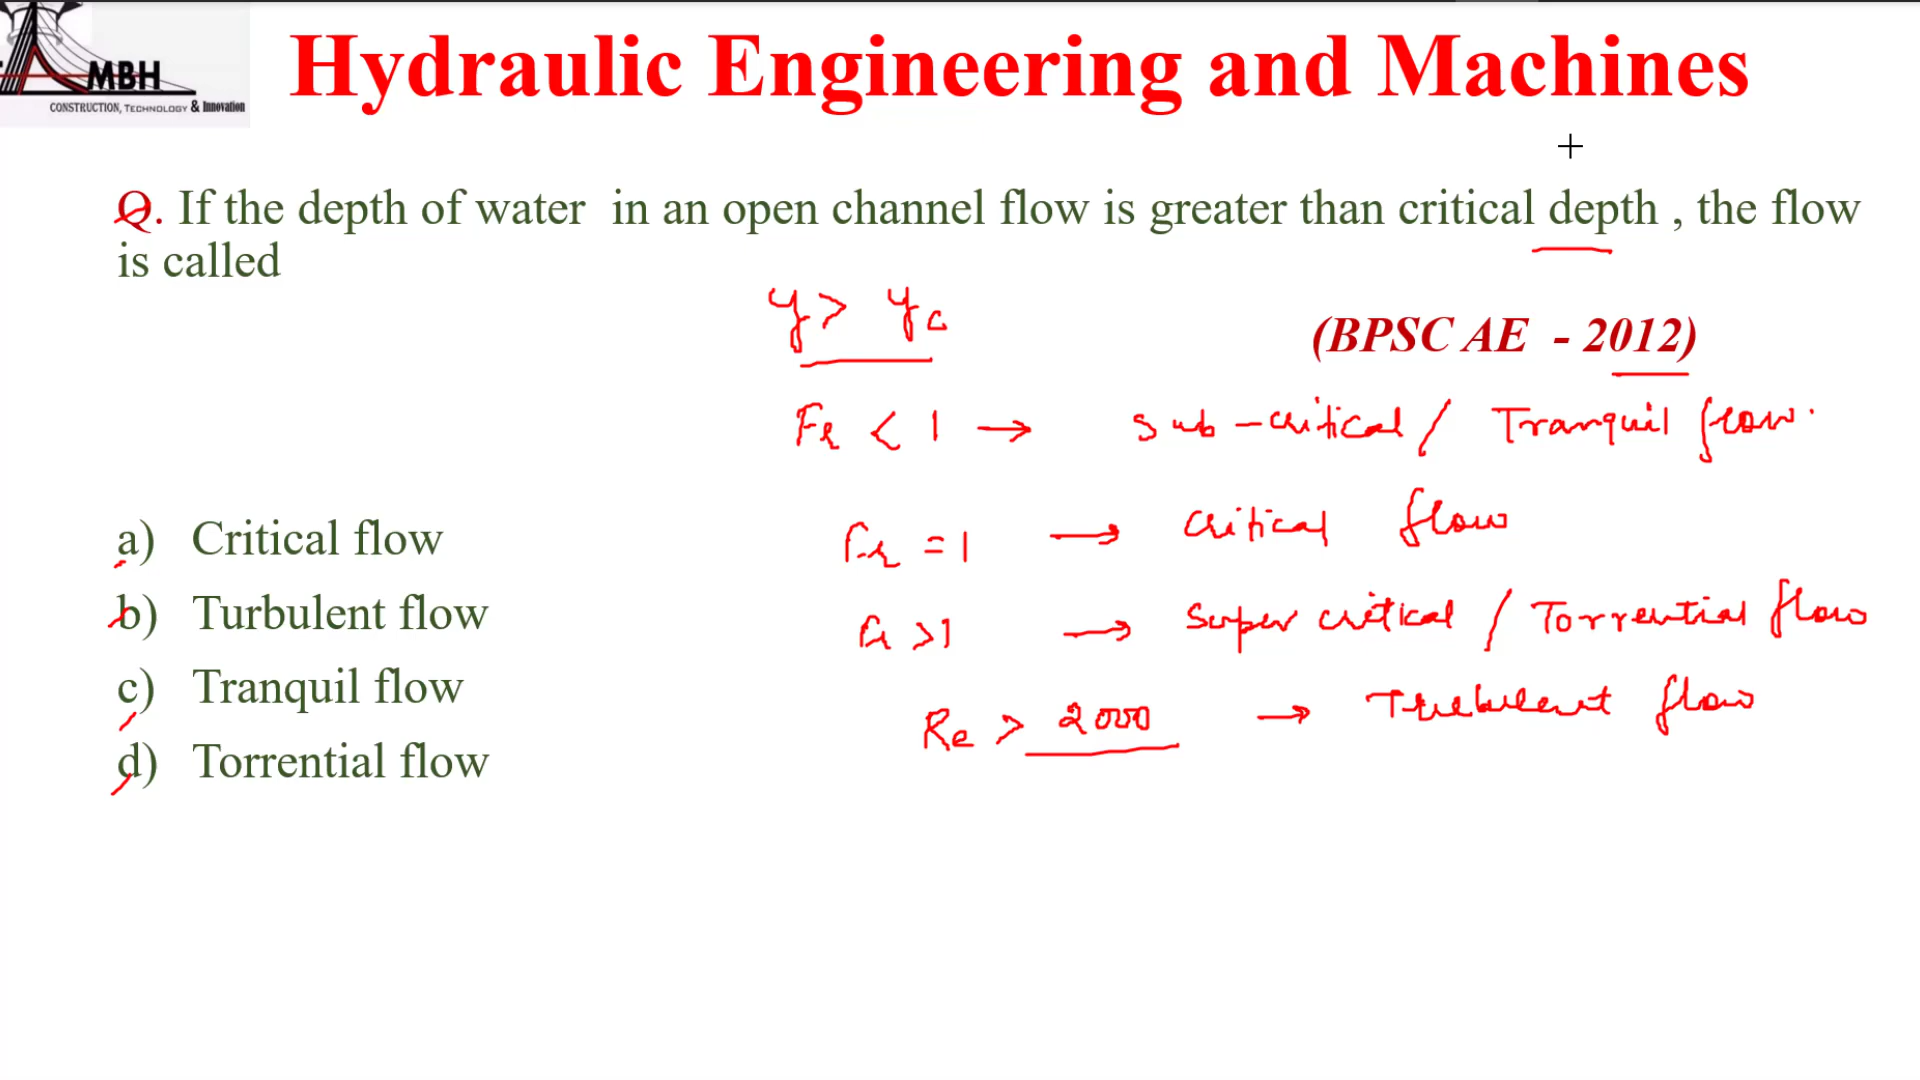 MBH
CONSTRUCTION, TECHNOLOGY & Innovation
Hydraulic Engineering and Machines
Q. If the depth of water in an open channel flow is greater than critical depth , the flow
is called
y > yc
(BPSC AE - 2012)
Fr < 1 → Sub-critical / Tranquil flow.
Fr = 1 → critical flow
Fr > 1 → Super critical / Torrential flow
Re > 2000 → Turbulent flow
a) Critical flow
b) Turbulent flow
c) Tranquil flow
d) Torrential flow